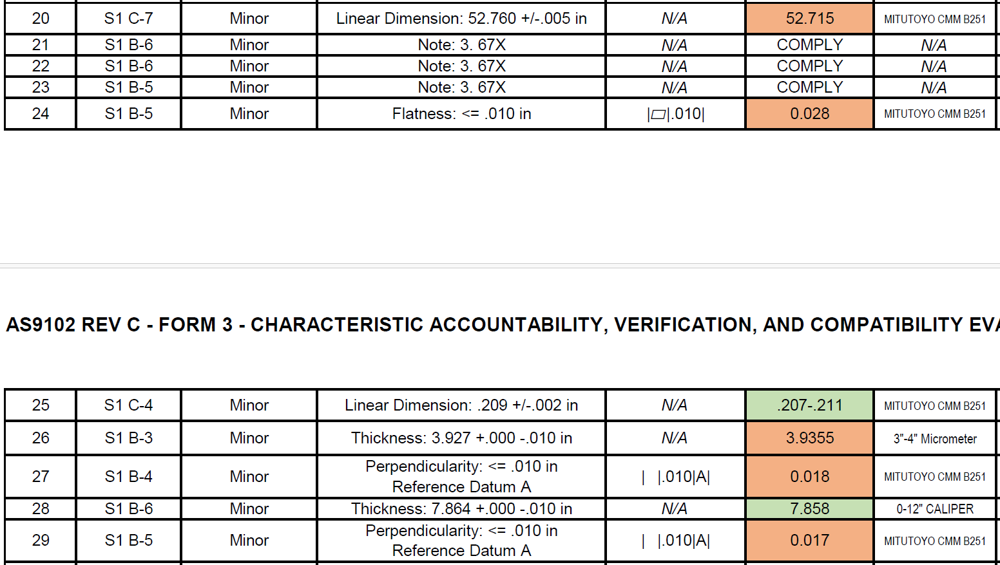 20 S1 C-7 Minor Linear Dimension: 52.760 +/-.005 in N/A 52.715 MITUTOYO CMM B251
21 S1 B-6 Minor Note: 3. 67X N/A COMPLY N/A
22 S1 B-6 Minor Note: 3. 67X N/A COMPLY N/A
23 S1 B-5 Minor Note: 3. 67X N/A COMPLY N/A
24 S1 B-5 Minor Flatness: <= .010 in |▱|.010| 0.028 MITUTOYO CMM B251
AS9102 REV C - FORM 3 - CHARACTERISTIC ACCOUNTABILITY, VERIFICATION, AND COMPATIBILITY EVA
25 S1 C-4 Minor Linear Dimension: .209 +/-.002 in N/A .207-.211 MITUTOYO CMM B251
26 S1 B-3 Minor Thickness: 3.927 +.000 -.010 in N/A 3.9355 3"-4" Micrometer
27 S1 B-4 Minor Perpendicularity: <= .010 in
Reference Datum A | |.010|A| 0.018 MITUTOYO CMM B251
28 S1 B-6 Minor Thickness: 7.864 +.000 -.010 in N/A 7.858 0-12" CALIPER
29 S1 B-5 Minor Perpendicularity: <= .010 in
Reference Datum A | |.010|A| 0.017 MITUTOYO CMM B251